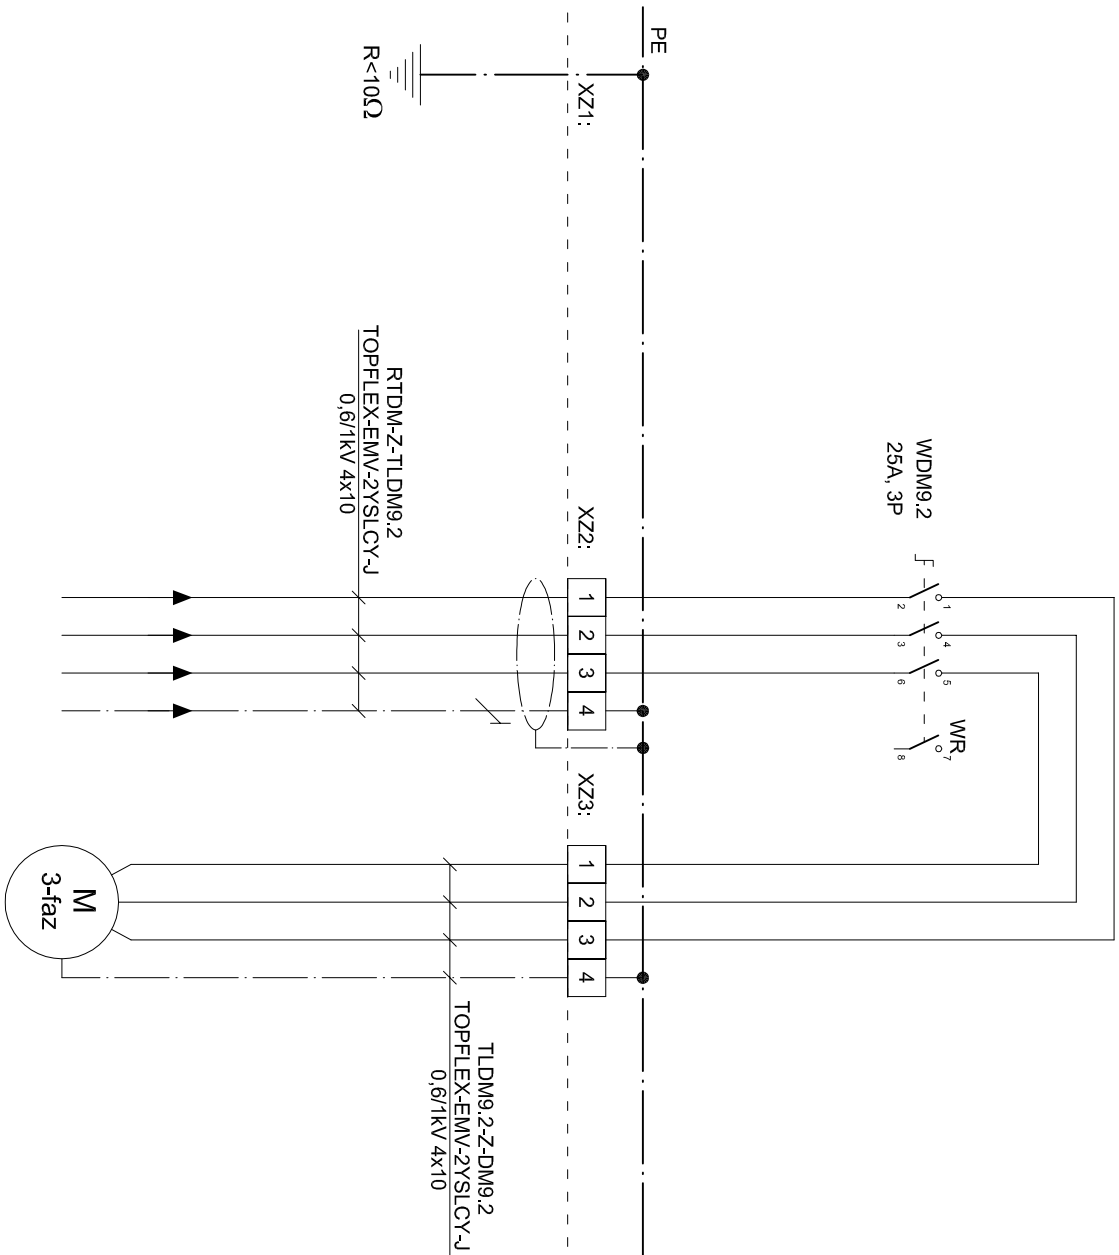 PE
XZ1:
R<10Ω
WDM9.2
25A, 3P
1
2
4
3
5
6
WR
7
8
XZ2:
1
2
3
4
RTDM-Z-TLDM9.2
TOPFLEX-EMV-2YSLCY-J
0,6/1kV 4x10
XZ3:
1
2
3
4
TLDM9.2-Z-DM9.2
TOPFLEX-EMV-2YSLCY-J
0,6/1kV 4x10
M
3-faz